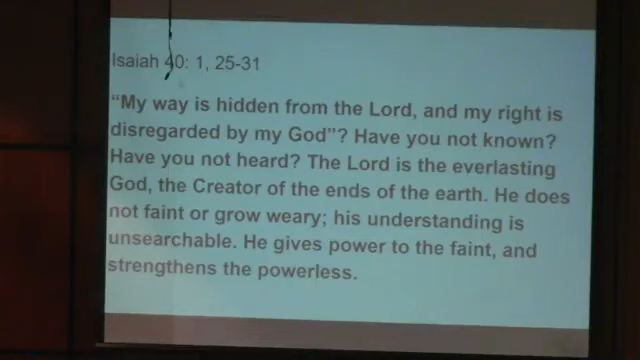 Isaiah 40: 1, 25-31
“My way is hidden from the Lord, and my right is
disregarded by my God”? Have you not known?
Have you not heard? The Lord is the everlasting
God, the Creator of the ends of the earth. He does
not faint or grow weary; his understanding is
unsearchable. He gives power to the faint, and
strengthens the powerless.